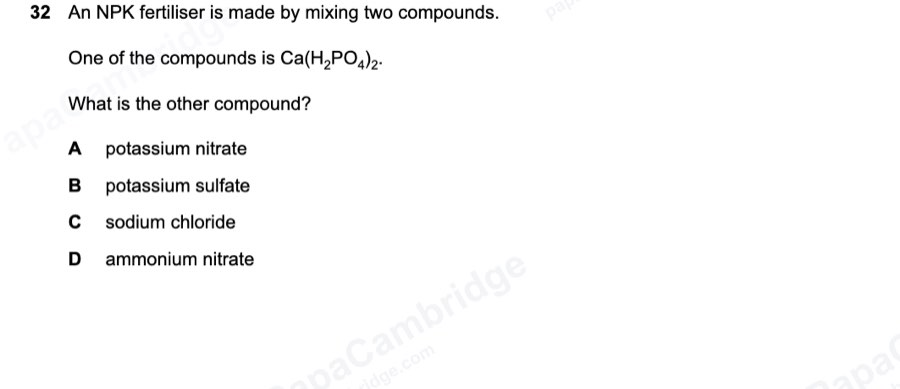 32 An NPK fertiliser is made by mixing two compounds.
One of the compounds is Ca(H₂PO₄)₂.
What is the other compound?
A potassium nitrate
B potassium sulfate
C sodium chloride
D ammonium nitrate
paCambridge